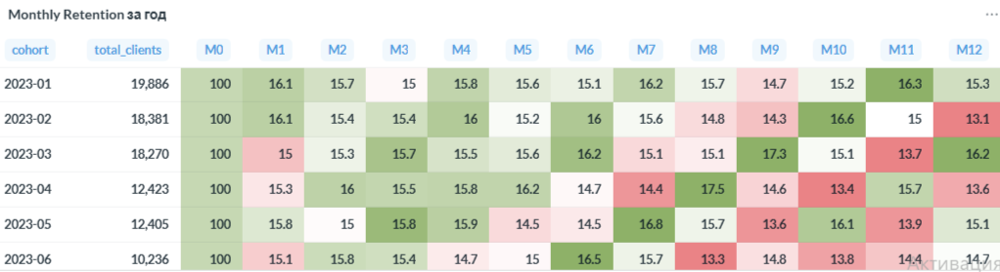 Monthly Retention за год
cohort total_clients M0 M1 M2 M3 M4 M5 M6 M7 M8 M9 M10 M11 M12
2023-01 19,886 100 16.1 15.7 15 15.8 15.6 15.1 16.2 15.7 14.7 15.2 16.3 15.3
2023-02 18,381 100 16.1 15.4 15.4 16 15.2 16 15.6 14.8 14.3 16.6 15 13.1
2023-03 18,270 100 15 15.3 15.7 15.5 15.6 16.2 15.1 15.1 17.3 15.1 13.7 16.2
2023-04 12,423 100 15.3 16 15.5 15.8 16.2 14.7 14.4 17.5 14.6 13.4 15.7 13.6
2023-05 12,405 100 15.8 15 15.8 15.9 14.5 14.5 16.8 15.7 13.6 16.1 13.9 15.1
2023-06 10,236 100 15.1 15.8 15.4 14.7 15 16.5 15.7 13.3 14.8 13.8 14.7
Активация